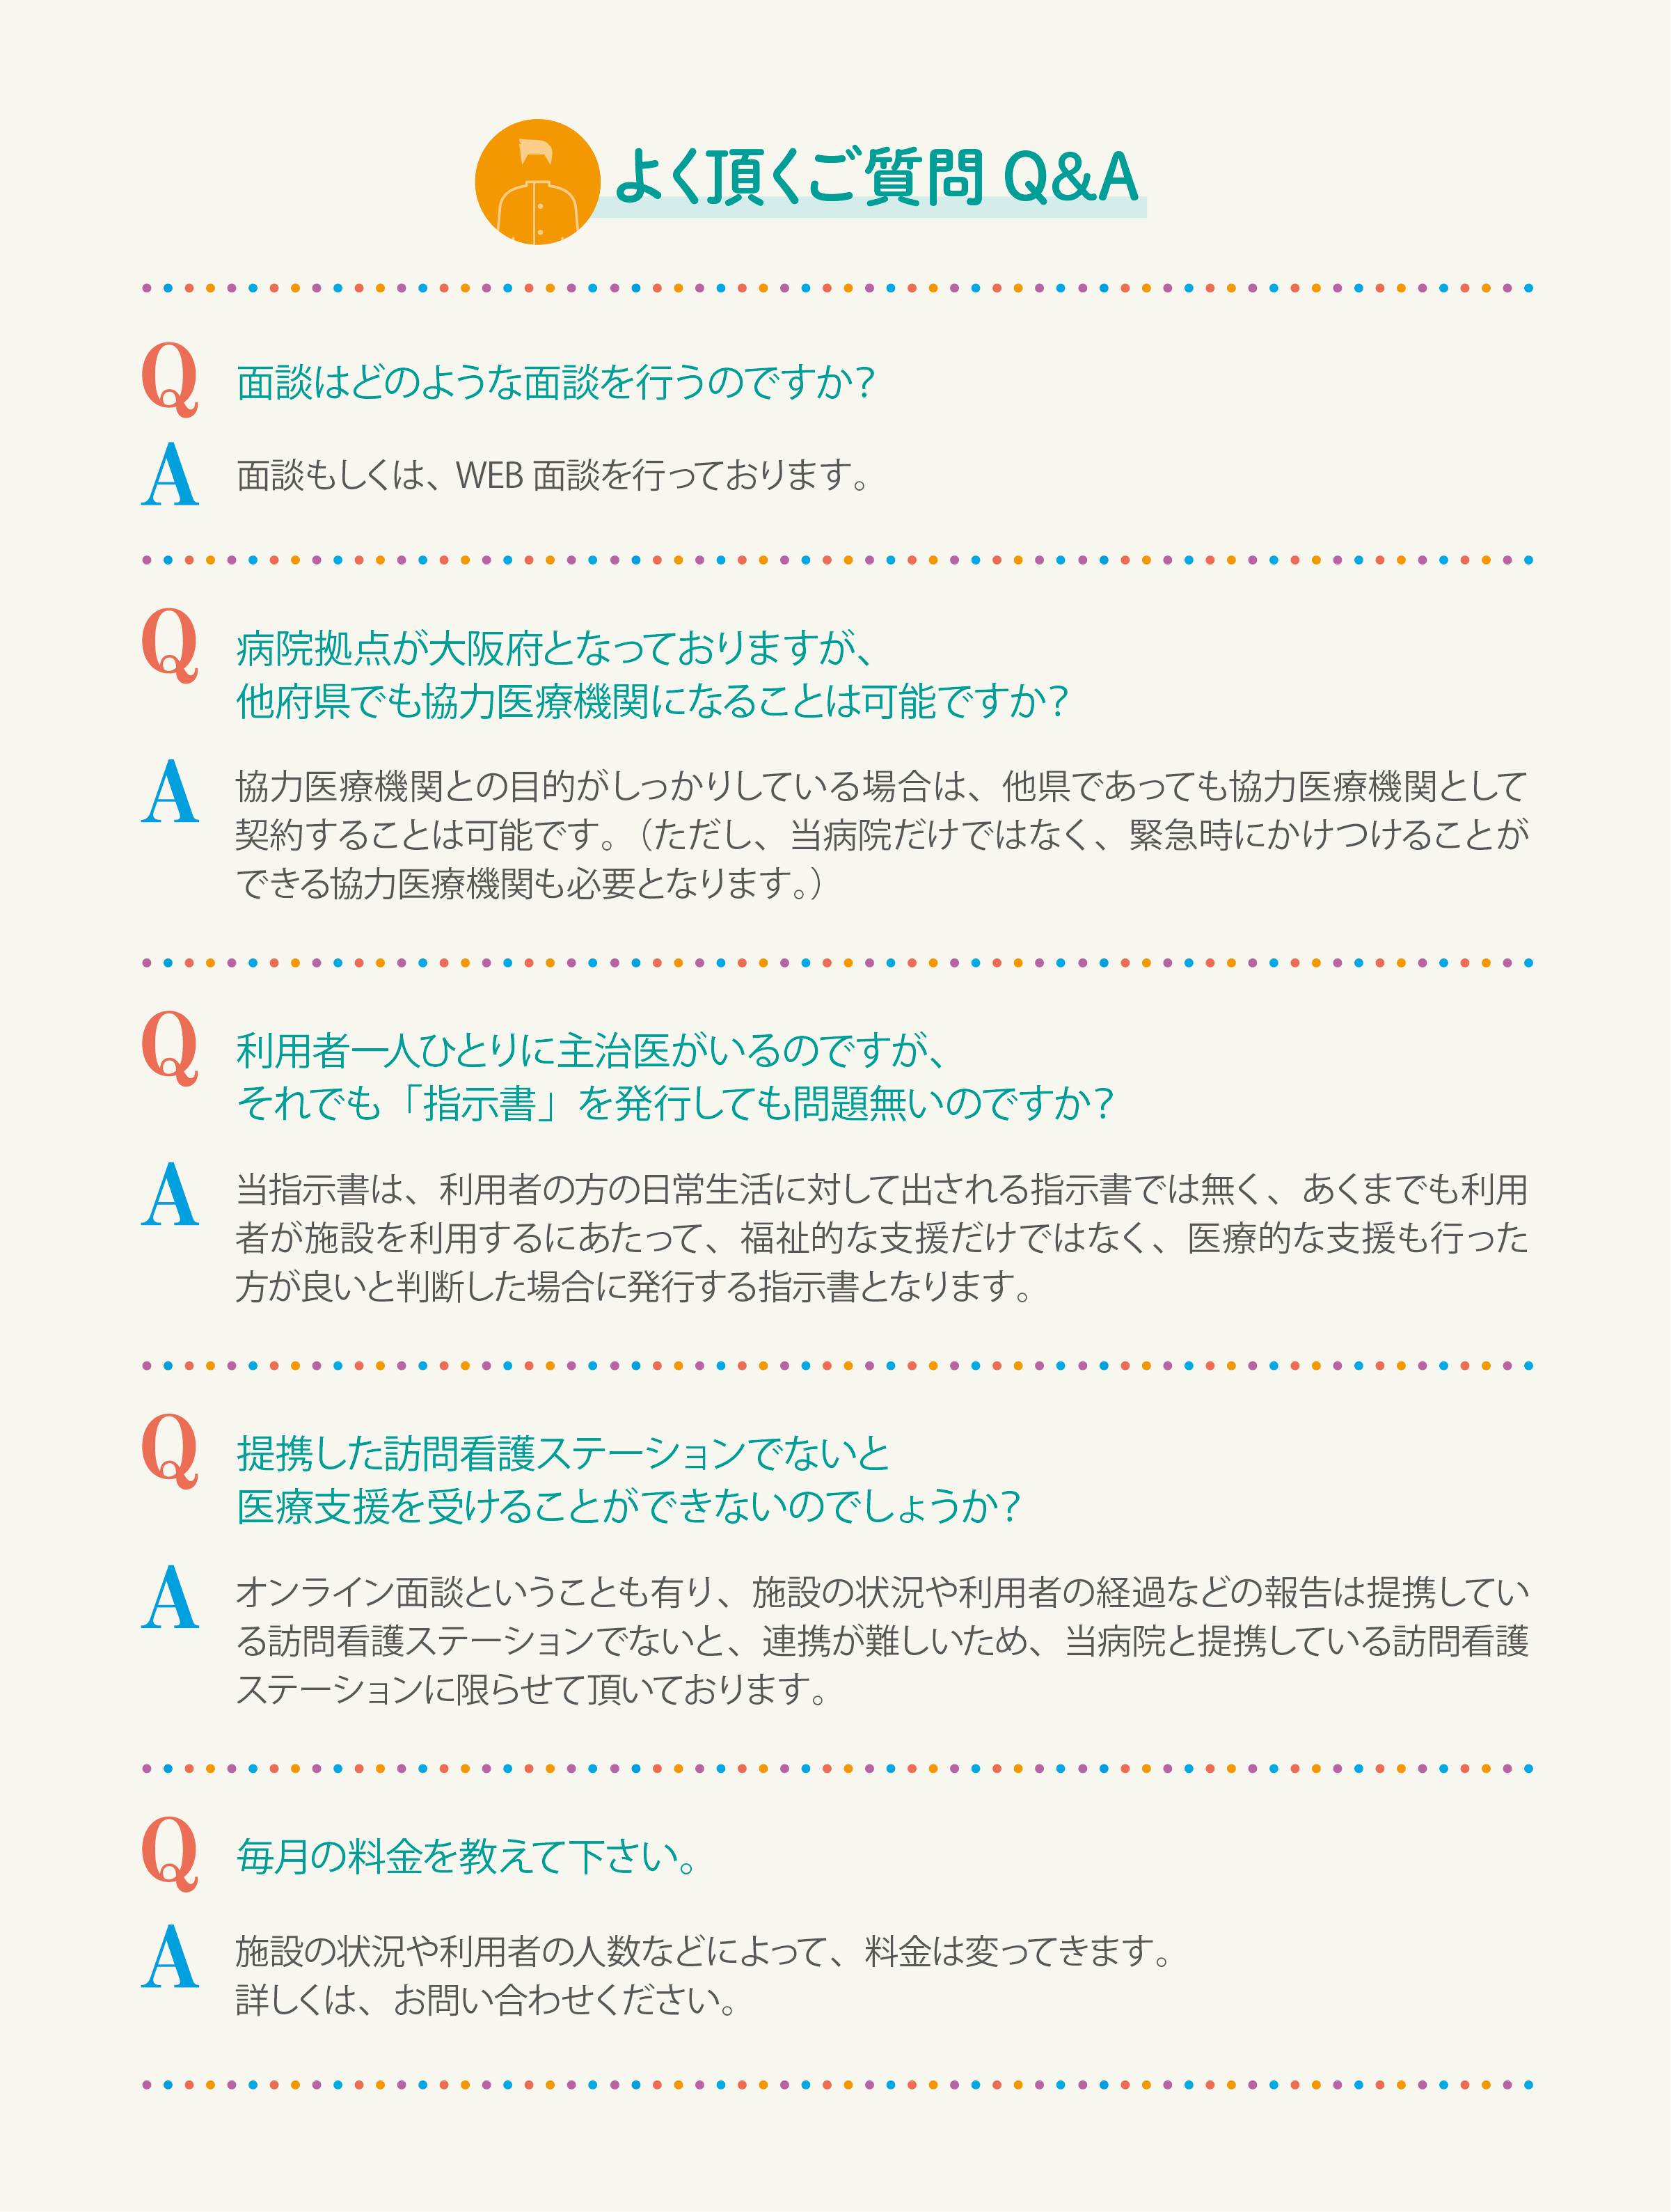 よく頂くご質問 Q&A
Q 面談はどのような面談を行うのですか？
A 面談もしくは、WEB 面談を行っております。
Q 病院拠点が大阪府となっておりますが、
他府県でも協力医療機関になることは可能ですか？
A 協力医療機関との目的がしっかりしている場合は、他県であっても協力医療機関として
契約することは可能です。（ただし、当病院だけではなく、緊急時にかけつけることが
できる協力医療機関も必要となります。）
Q 利用者一人ひとりに主治医がいるのですが、
それでも「指示書」を発行しても問題無いのですか？
A 当指示書は、利用者の方の日常生活に対して出される指示書では無く、あくまでも利用
者が施設を利用するにあたって、福祉的な支援だけではなく、医療的な支援も行った
方が良いと判断した場合に発行する指示書となります。
Q 提携した訪問看護ステーションでないと
医療支援を受けることができないのでしょうか？
A オンライン面談ということも有り、施設の状況や利用者の経過などの報告は提携してい
る訪問看護ステーションでないと、連携が難しいため、当病院と提携している訪問看護
ステーションに限らせて頂いております。
Q 毎月の料金を教えて下さい。
A 施設の状況や利用者の人数などによって、料金は変ってきます。
詳しくは、お問い合わせください。